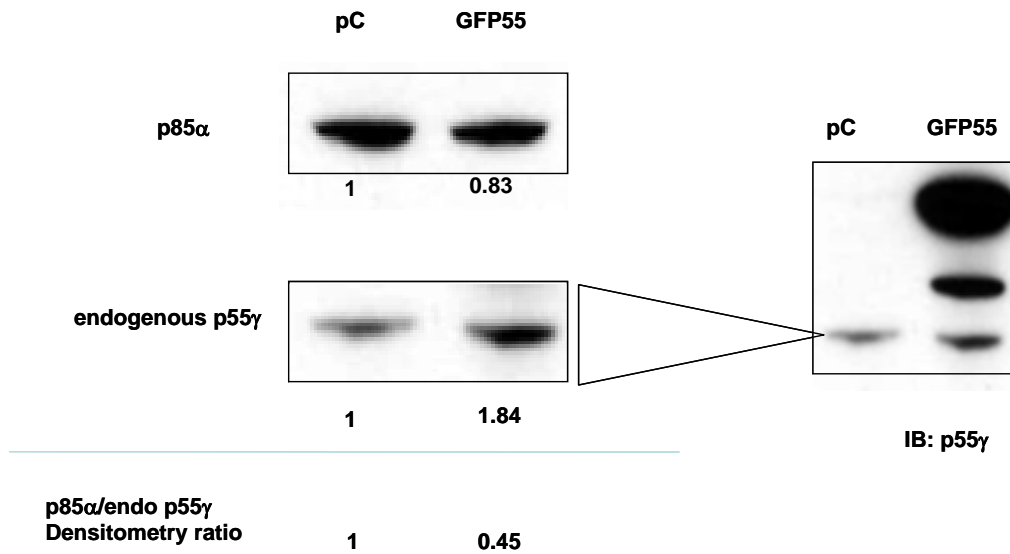 pC GFP55
p85α
1 0.83
endogenous p55γ
1 1.84
p85α/endo p55γ
Densitometry ratio
1 0.45
pC GFP55
IB: p55γ